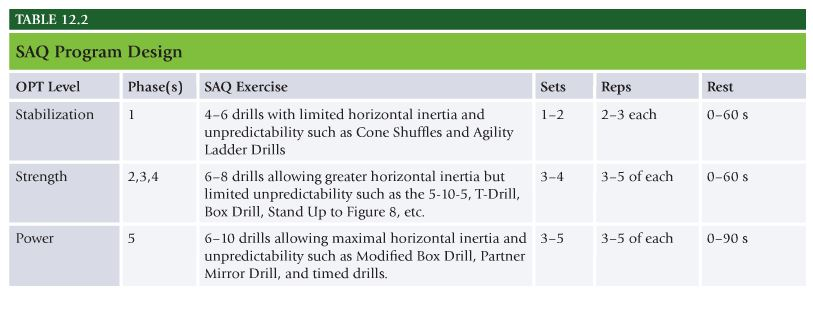 TABLE 12.2
SAQ Program Design
OPT Level Phase(s) SAQ Exercise Sets Reps Rest
Stabilization 1 4–6 drills with limited horizontal inertia and 1–2 2–3 each 0–60 s
unpredictability such as Cone Shuffles and Agility
Ladder Drills
Strength 2,3,4 6–8 drills allowing greater horizontal inertia but 3–4 3–5 of each 0–60 s
limited unpredictability such as the 5-10-5, T-Drill,
Box Drill, Stand Up to Figure 8, etc.
Power 5 6–10 drills allowing maximal horizontal inertia and 3–5 3–5 of each 0–90 s
unpredictability such as Modified Box Drill, Partner
Mirror Drill, and timed drills.